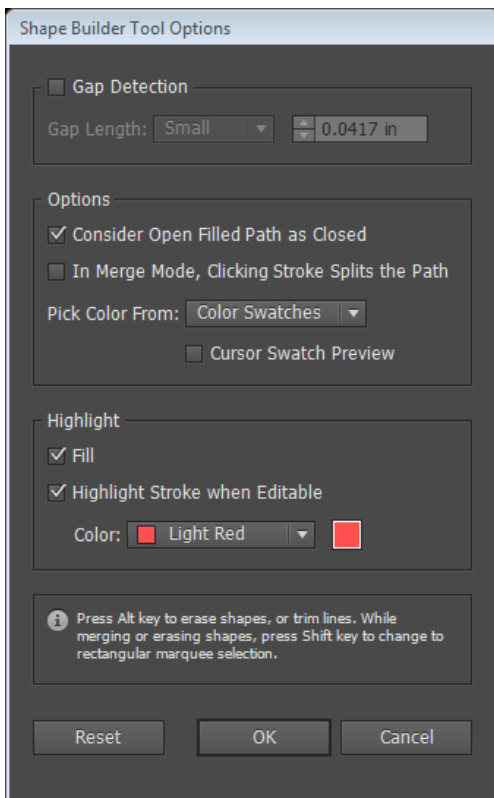 Shape Builder Tool Options
Gap Detection
Gap Length: Small 0.0417 in
Options
Consider Open Filled Path as Closed
In Merge Mode, Clicking Stroke Splits the Path
Pick Color From: Color Swatches
Cursor Swatch Preview
Highlight
Fill
Highlight Stroke when Editable
Color: Light Red
Press Alt key to erase shapes, or trim lines. While
merging or erasing shapes, press Shift key to change to
rectangular marquee selection.
Reset OK Cancel